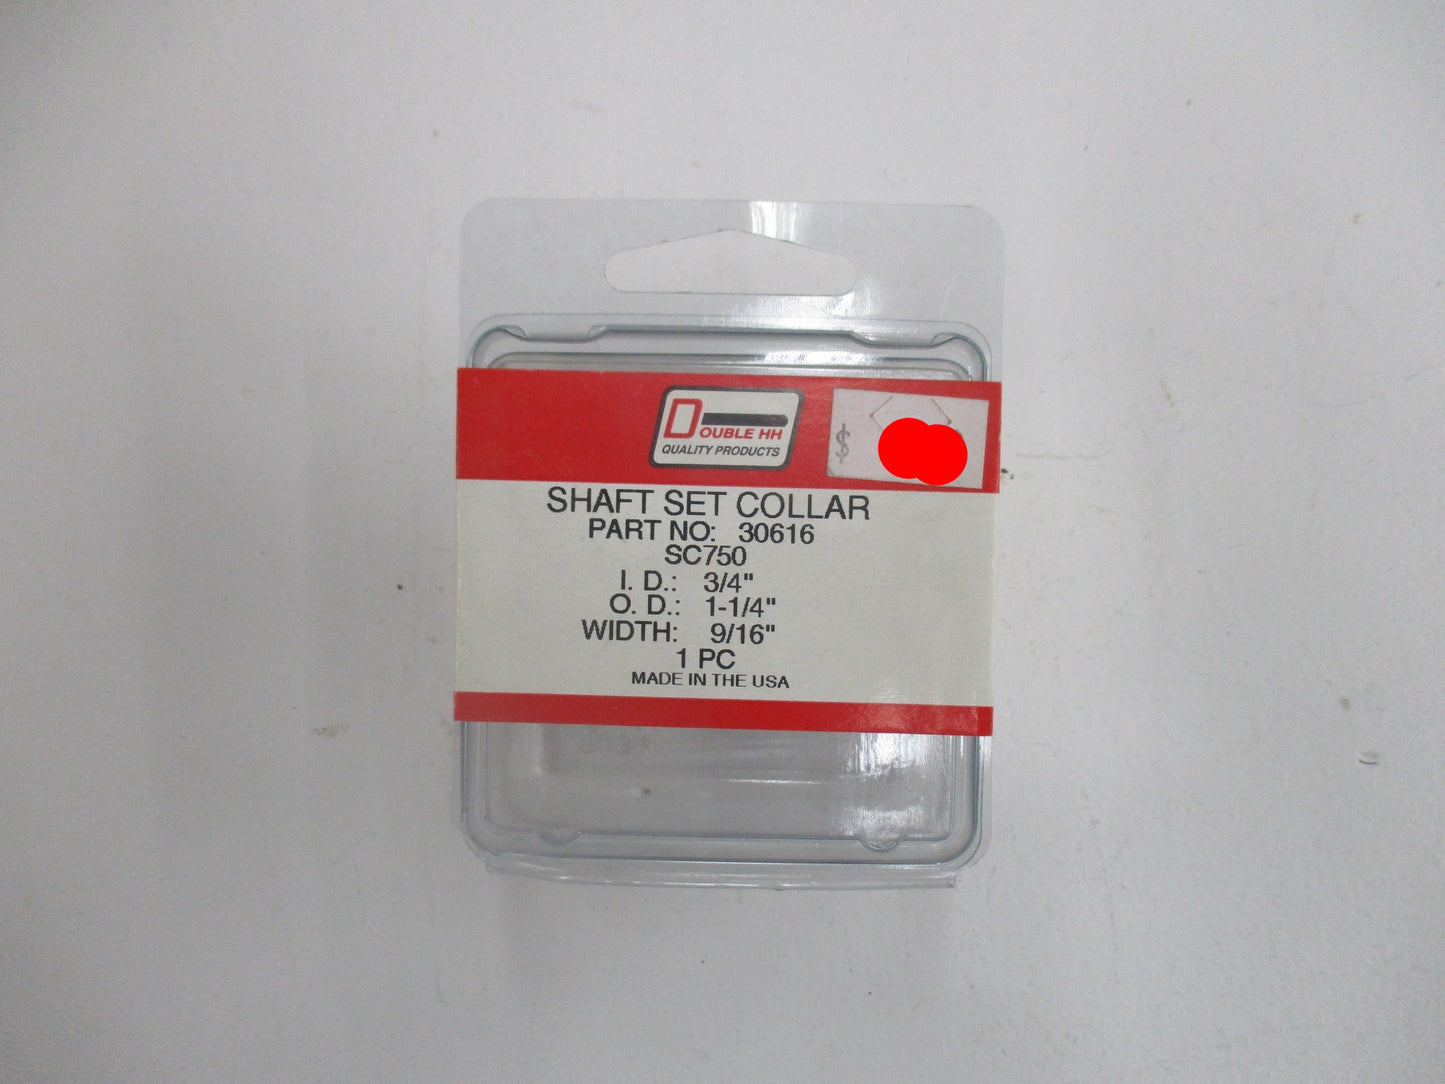 DOUBLE HH
QUALITY PRODUCTS
$
SHAFT SET COLLAR
PART NO: 30616
SC750
I. D.: 3/4"
O. D.: 1-1/4"
WIDTH: 9/16"
1 PC
MADE IN THE USA